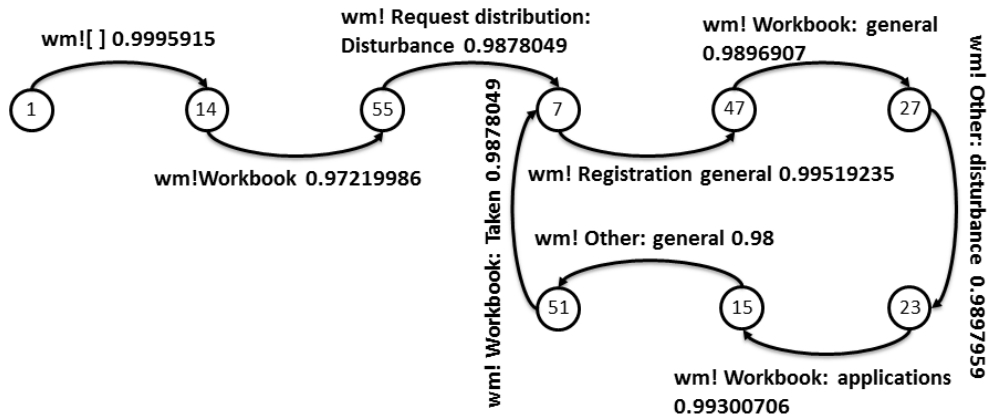 wm! Request distribution:
Disturbance 0.9878049
wm! Workbook: general
0.9896907
wm![ ] 0.9995915
1
14
55
7
47
27
wm!Workbook 0.97219986
wm! Registration general 0.99519235
wm! Workbook: Taken 0.9878049
wm! Other: disturbance 0.9897959
wm! Other: general 0.98
51
15
23
wm! Workbook: applications
0.99300706